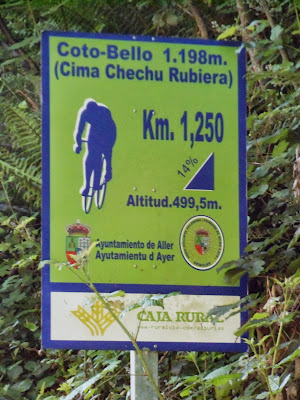 Coto-Bello 1.198m.
(Cima Chechu Rubiera)
Km. 1,250
14%
Altitud.499,5m.
Ayuntamiento de Aller
Ayutamientu d Ayer
CAJA RURAL